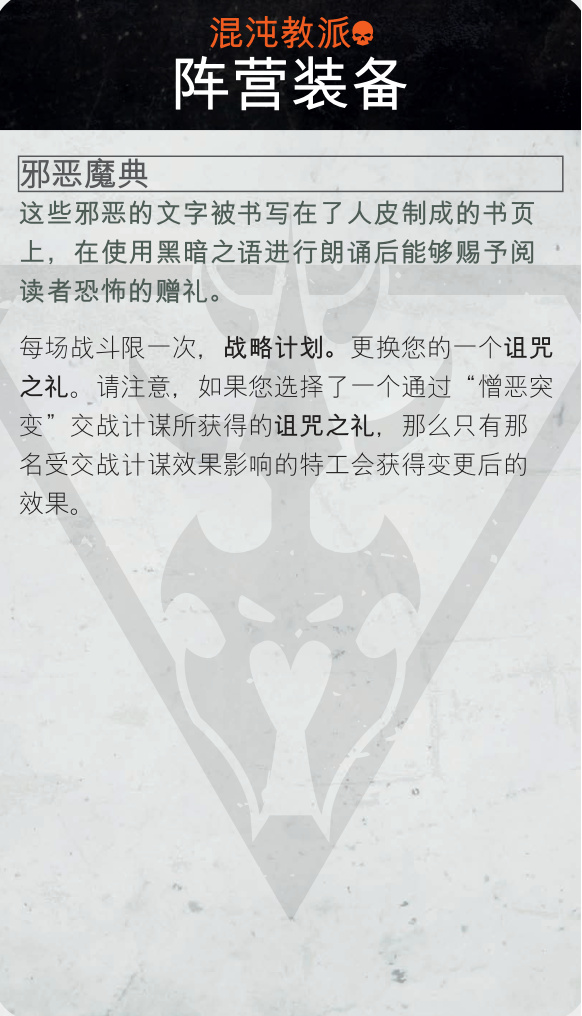 混沌教派
阵营装备
邪恶魔典
这些邪恶的文字被书写在了人皮制成的书页
上，在使用黑暗之语进行朗诵后能够赐予阅
读者恐怖的赠礼。
每场战斗限一次，战略计划。更换您的一个诅咒
之礼。请注意，如果您选择了一个通过“憎恶突
变”交战计谋所获得的诅咒之礼，那么只有那
名受交战计谋效果影响的特工会获得变更后的
效果。